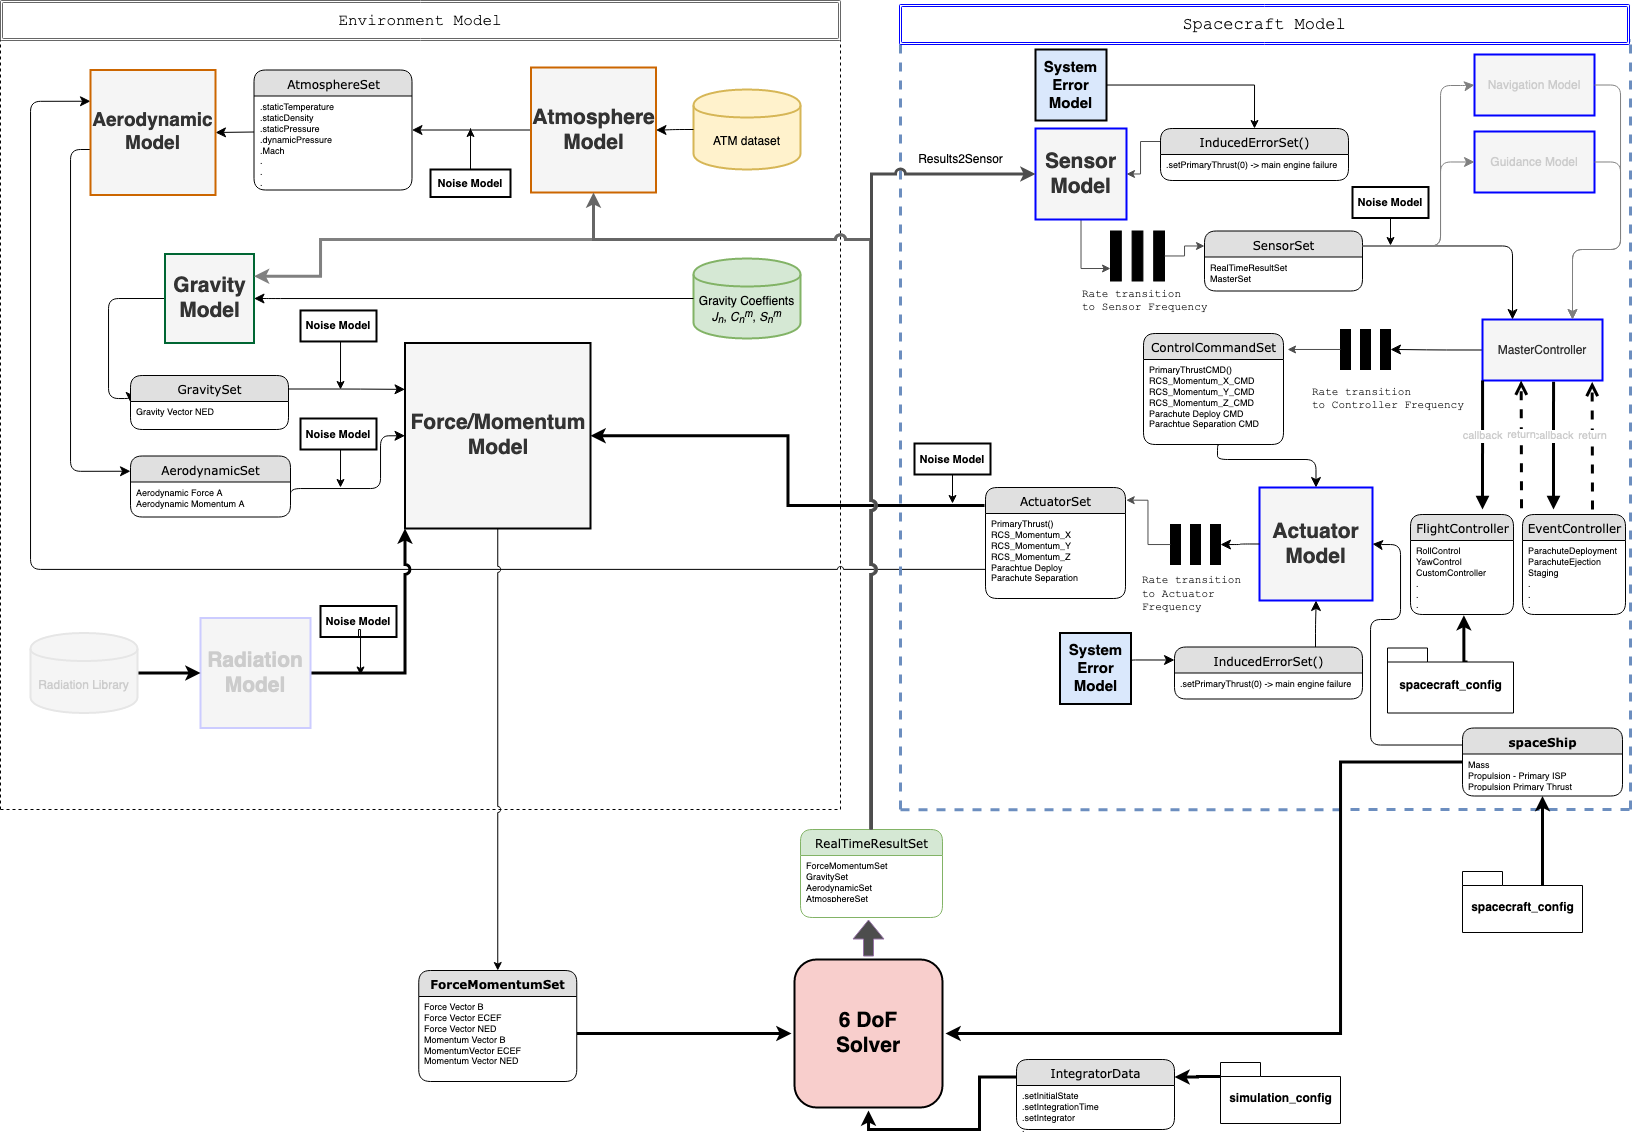 Environment Model
Spacecraft Model
Aerodynamic
Model
AtmosphereSet
.staticTemperature
.staticDensity
.staticPressure
.dynamicPressure
.Mach
.
.
.
Noise Model
Atmosphere
Model
ATM dataset
Gravity
Model
Gravity Coeffients
Jn, Cn^m, Sn^m
Noise Model
GravitySet
Gravity Vector NED
Noise Model
AerodynamicSet
Aerodynamic Force A
Aerodynamic Momentum A
Force/Momentum
Model
Radiation Library
Radiation
Model
Noise Model
System
Error
Model
Results2Sensor
Sensor
Model
InducedErrorSet()
.setPrimaryThrust(0) -> main engine failure
Navigation Model
Guidance Model
Noise Model
SensorSet
RealTimeResultSet
MasterSet
Rate transition
to Sensor Frequency
MasterController
ControlCommandSet
PrimaryThrustCMD()
RCS_Momentum_X_CMD
RCS_Momentum_Y_CMD
RCS_Momentum_Z_CMD
Parachute Deploy CMD
Parachtue Separation CMD
Rate transition
to Controller Frequency
callback
return
callback
return
Noise Model
ActuatorSet
PrimaryThrust()
RCS_Momentum_X
RCS_Momentum_Y
RCS_Momentum_Z
Parachtue Deploy
Parachute Separation
Rate transition
to Actuator
Frequency
Actuator
Model
FlightController
RollControl
YawControl
CustomController
.
.
.
EventController
ParachuteDeployment
ParachuteEjection
Staging
.
.
.
System
Error
Model
InducedErrorSet()
.setPrimaryThrust(0) -> main engine failure
spacecraft_config
spaceShip
Mass
Propulsion - Primary ISP
Propulsion Primary Thrust
spacecraft_config
RealTimeResultSet
ForceMomentumSet
GravitySet
AerodynamicSet
AtmosphereSet
ForceMomentumSet
Force Vector B
Force Vector ECEF
Force Vector NED
Momentum Vector B
MomentumVector ECEF
Momentum Vector NED
6 DoF
Solver
IntegratorData
.setInitialState
.setIntegrationTime
.setIntegrator
.
simulation_config